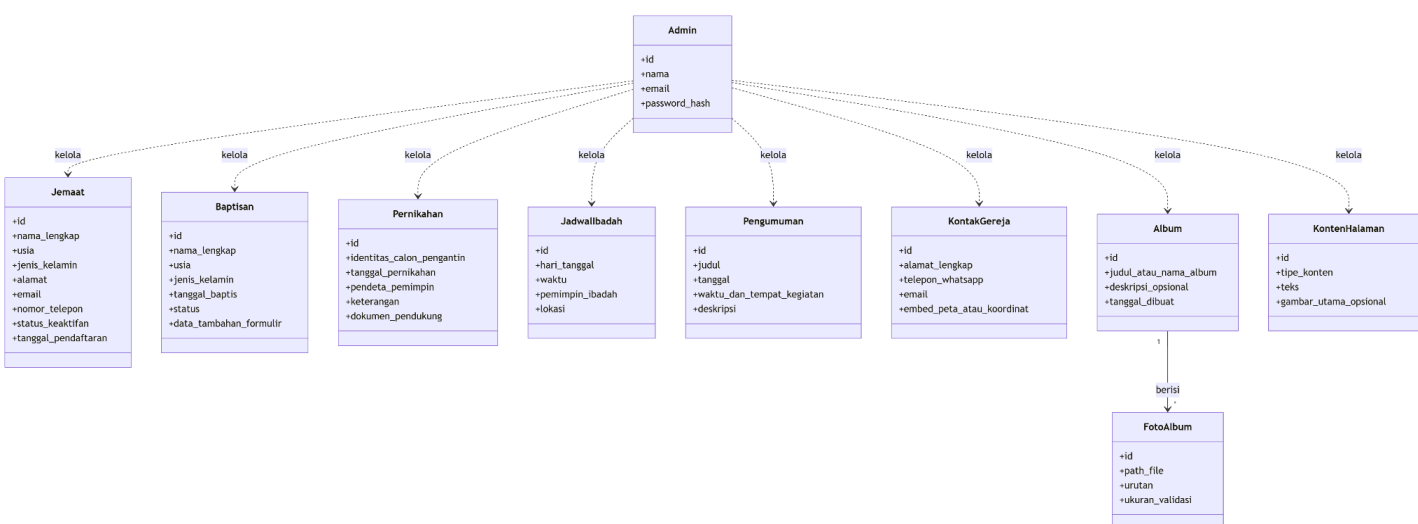 Admin
+id
+nama
+email
+password_hash
kelola
kelola
kelola
kelola
kelola
kelola
kelola
kelola
Jemaat
+id
+nama_lengkap
+usia
+jenis_kelamin
+alamat
+email
+nomor_telepon
+status_keaktifan
+tanggal_pendaftaran
Baptisan
+id
+nama_lengkap
+usia
+jenis_kelamin
+tanggal_baptis
+status
+data_tambahan_formulir
Pernikahan
+id
+identitas_calon_pengantin
+tanggal_pernikahan
+pendeta_pemimpin
+keterangan
+dokumen_pendukung
JadwalIbadah
+id
+hari_tanggal
+waktu
+pemimpin_ibadah
+lokasi
Pengumuman
+id
+judul
+tanggal
+waktu_dan_tempat_kegiatan
+deskripsi
KontakGereja
+id
+alamat_lengkap
+telepon_whatsapp
+email
+embed_peta_atau_koordinat
Album
+id
+judul_atau_nama_album
+deskripsi_opsional
+tanggal_dibuat
KontenHalaman
+id
+tipe_konten
+teks
+gambar_utama_opsional
1
berisi
*
FotoAlbum
+id
+path_file
+urutan
+ukuran_validasi